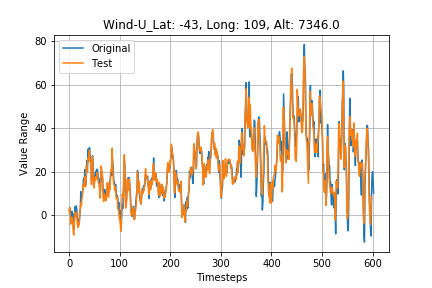 Wind-U_Lat: -43, Long: 109, Alt: 7346.0
Original
Test
Value Range
80
60
40
20
0
0 100 200 300 400 500 600
Timesteps